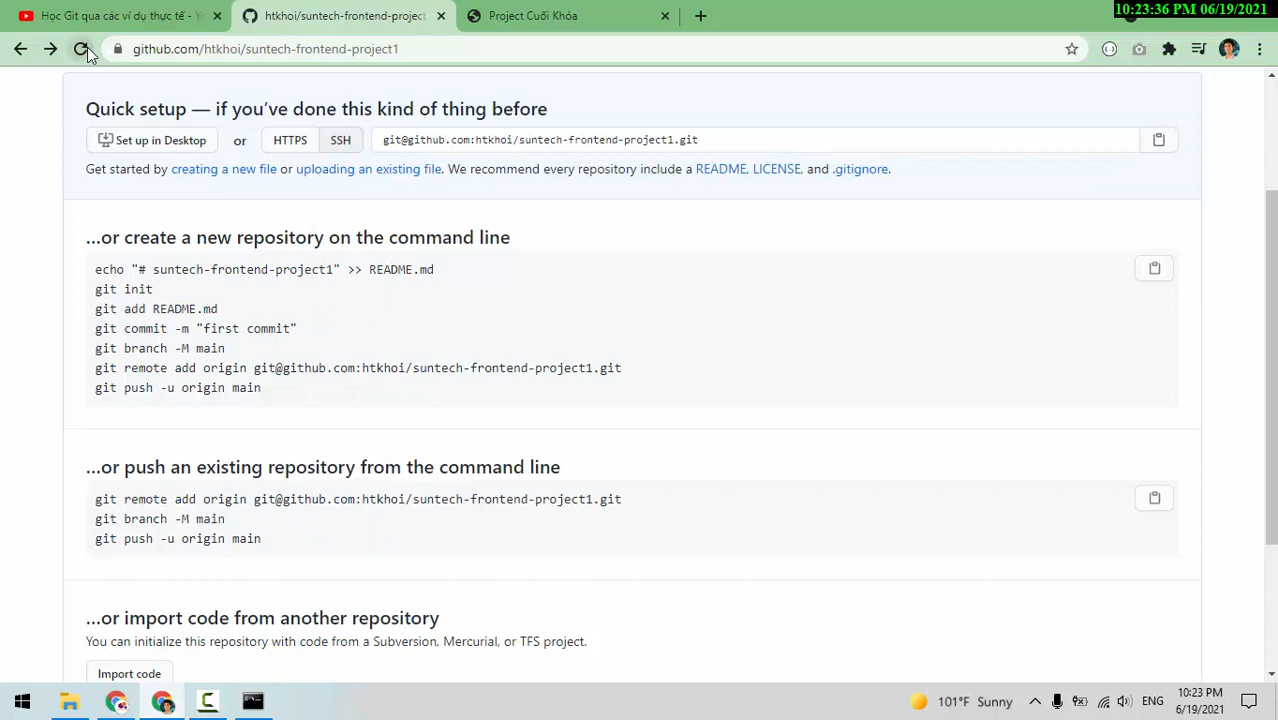 Học Git qua các ví dụ thực tế - Yo
htkhoi/suntech-frontend-project1
Project Cuối Khóa
10:23:36 PM 06/19/2021
github.com/htkhoi/suntech-frontend-project1
Quick setup — if you’ve done this kind of thing before
Set up in Desktop or HTTPS SSH git@github.com:htkhoi/suntech-frontend-project1.git
Get started by creating a new file or uploading an existing file. We recommend every repository include a README, LICENSE, and .gitignore.
…or create a new repository on the command line
echo "# suntech-frontend-project1" >> README.md
git init
git add README.md
git commit -m "first commit"
git branch -M main
git remote add origin git@github.com:htkhoi/suntech-frontend-project1.git
git push -u origin main
…or push an existing repository from the command line
git remote add origin git@github.com:htkhoi/suntech-frontend-project1.git
git branch -M main
git push -u origin main
…or import code from another repository
You can initialize this repository with code from a Subversion, Mercurial, or TFS project.
Import code
101°F Sunny
ENG
10:23 PM
6/19/2021